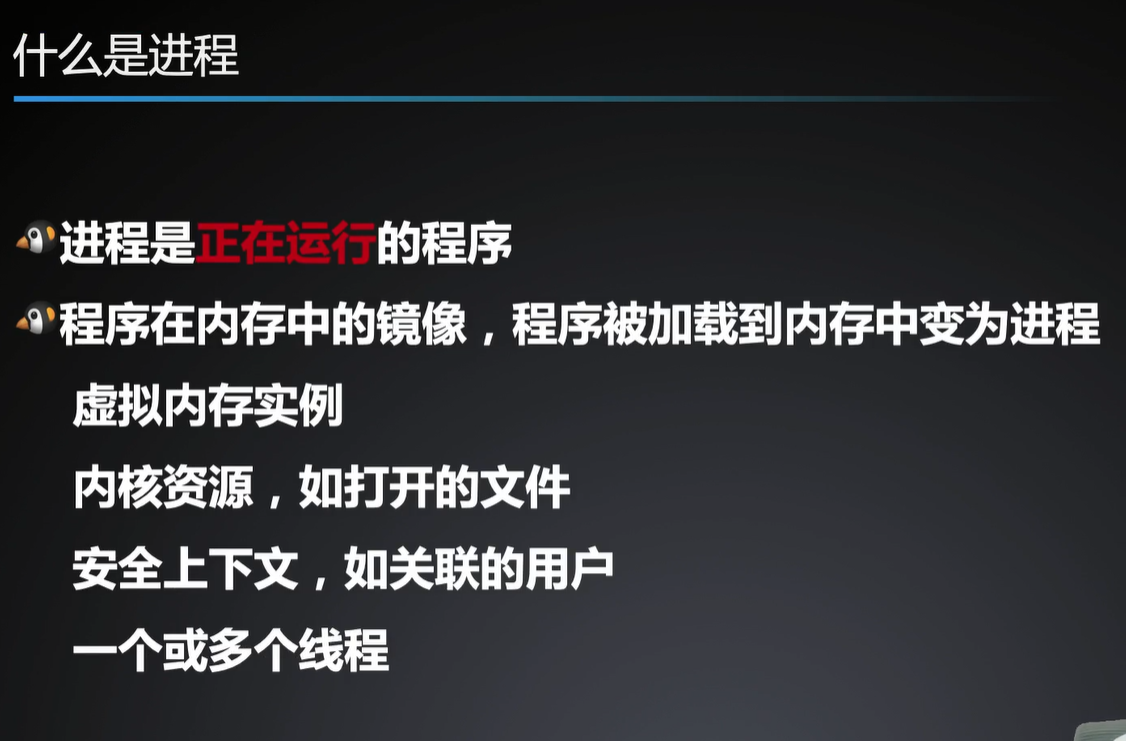 什么是进程
进程是正在运行的程序
程序在内存中的镜像，程序被加载到内存中变为进程
虚拟内存实例
内核资源，如打开的文件
安全上下文，如关联的用户
一个或多个线程